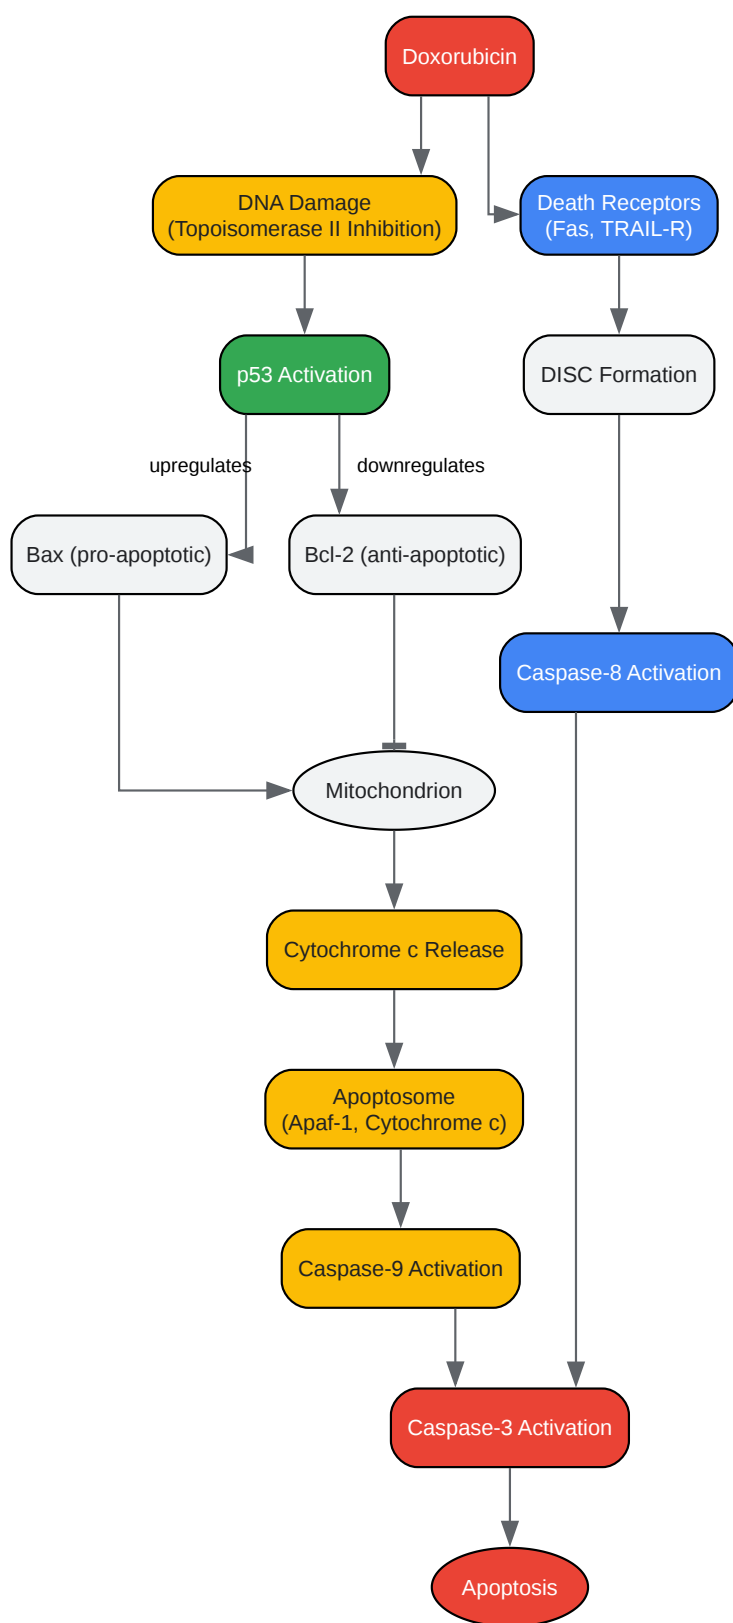 Doxorubicin
DNA Damage
(Topoisomerase II Inhibition)
Death Receptors
(Fas, TRAIL-R)
p53 Activation
DISC Formation
upregulates
downregulates
Bax (pro-apoptotic)
Bcl-2 (anti-apoptotic)
Caspase-8 Activation
Mitochondrion
Cytochrome c Release
Apoptosome
(Apaf-1, Cytochrome c)
Caspase-9 Activation
Caspase-3 Activation
Apoptosis